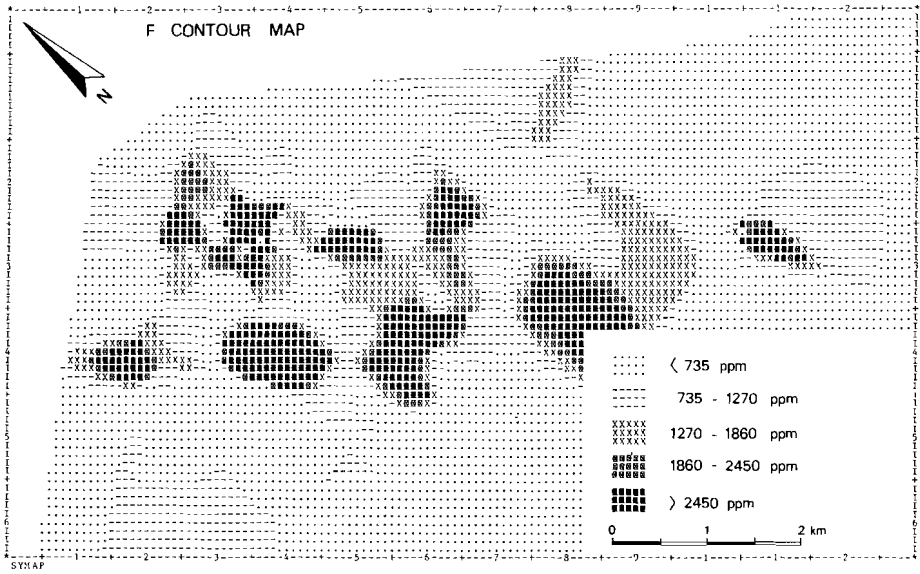 F CONTOUR MAP
N
< 735 ppm
735 - 1270 ppm
1270 - 1860 ppm
1860 - 2450 ppm
> 2450 ppm
0 1 2 km
SYMAP